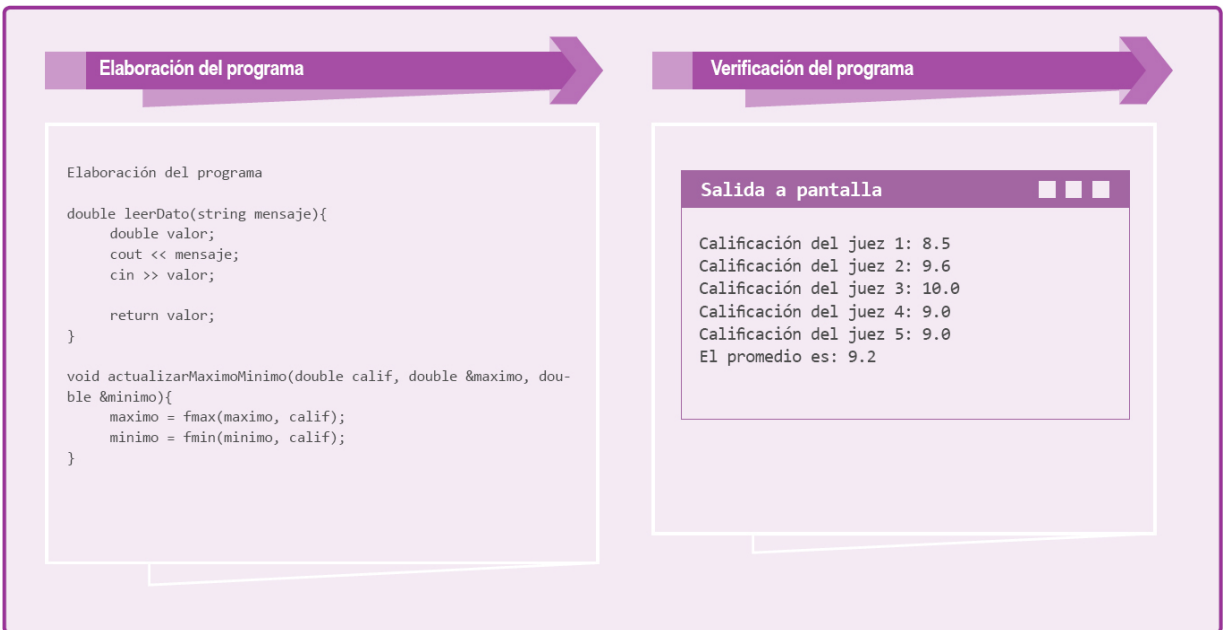 Elaboración del programa
Elaboración del programa
double leerDato(string mensaje){
double valor;
cout << mensaje;
cin >> valor;
return valor;
}
void actualizarMaximoMinimo(double calif, double &maximo, dou-
ble &minimo){
maximo = fmax(maximo, calif);
minimo = fmin(minimo, calif);
}
Verificación del programa
Salida a pantalla
Calificación del juez 1: 8.5
Calificación del juez 2: 9.6
Calificación del juez 3: 10.0
Calificación del juez 4: 9.0
Calificación del juez 5: 9.0
El promedio es: 9.2